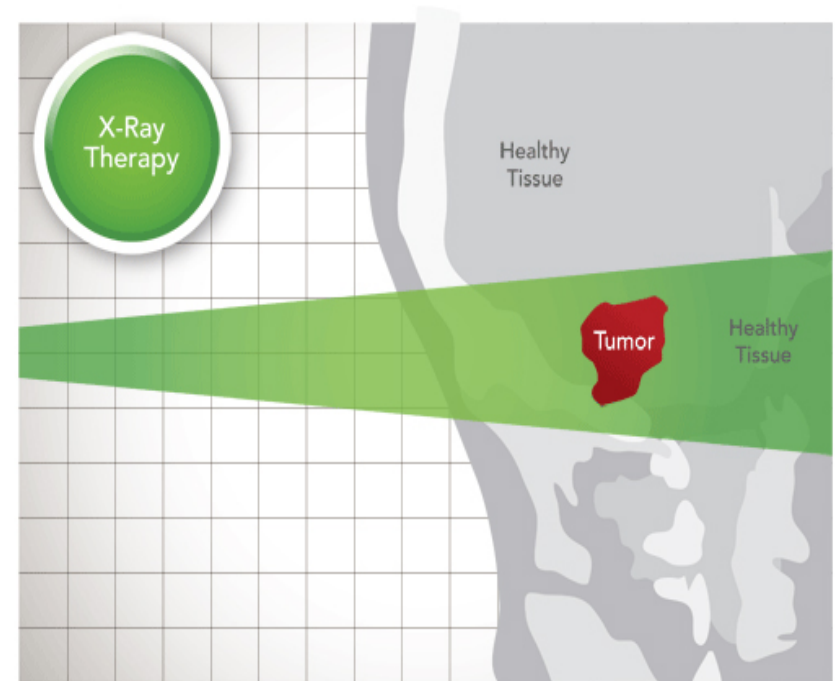 X-Ray
Therapy
Healthy
Tissue
Tumor
Healthy
Tissue